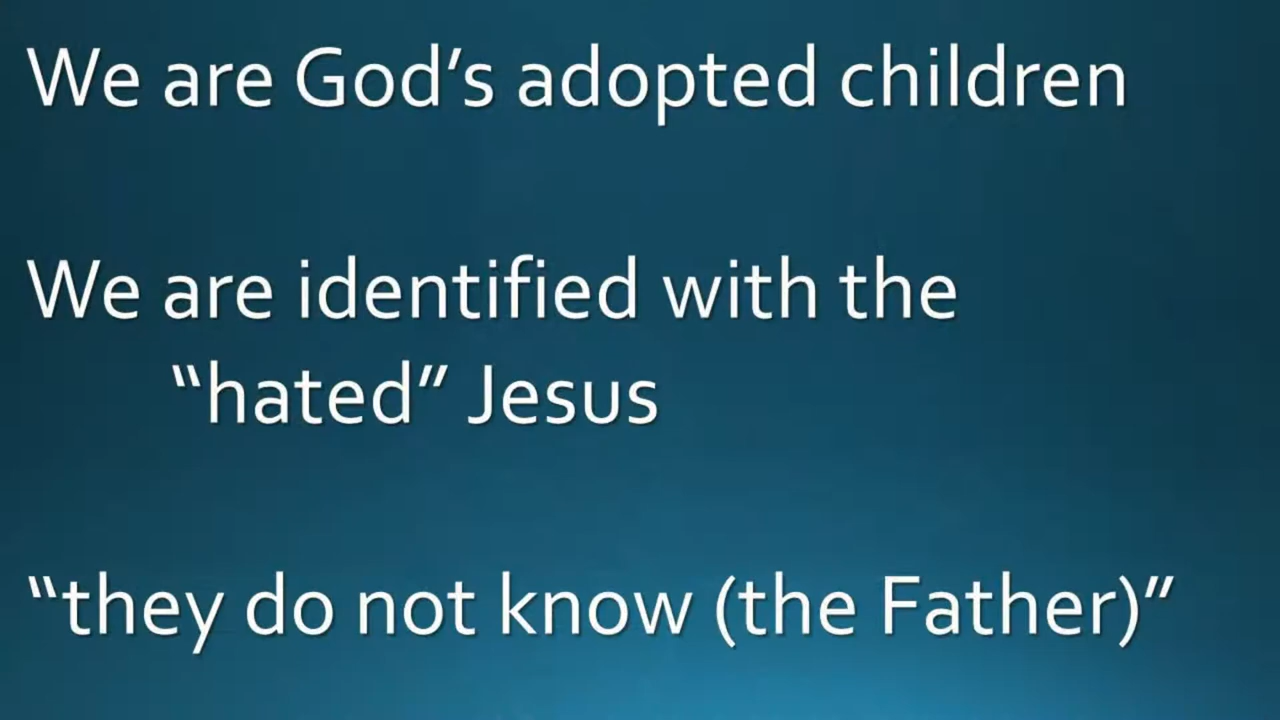 We are God’s adopted children
We are identified with the
“hated” Jesus
“they do not know (the Father)”